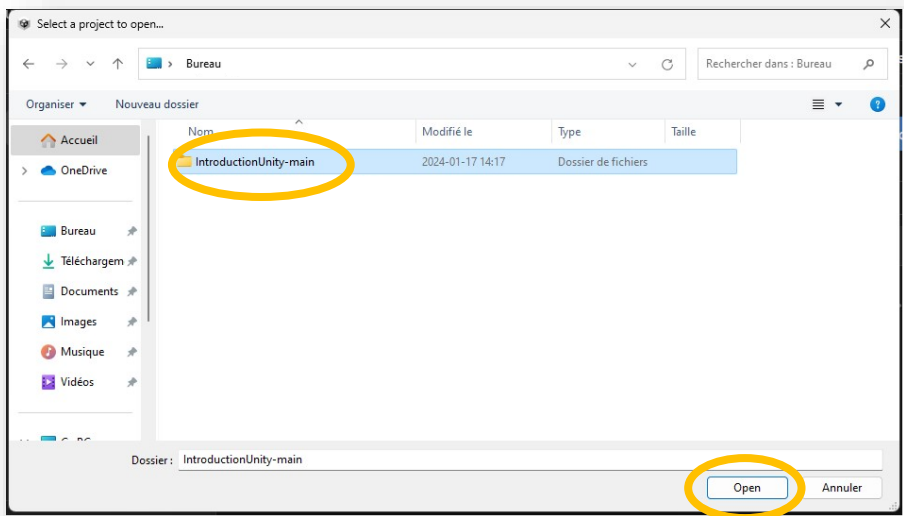 Select a project to open...
Bureau
Rechercher dans : Bureau
Organiser
Nouveau dossier
Nom
Modifié le
Type
Taille
Accueil
IntroductionUnity-main
2024-01-17 14:17
Dossier de fichiers
OneDrive
Bureau
Téléchargem
Documents
Images
Musique
Vidéos
Dossier : IntroductionUnity-main
Open
Annuler